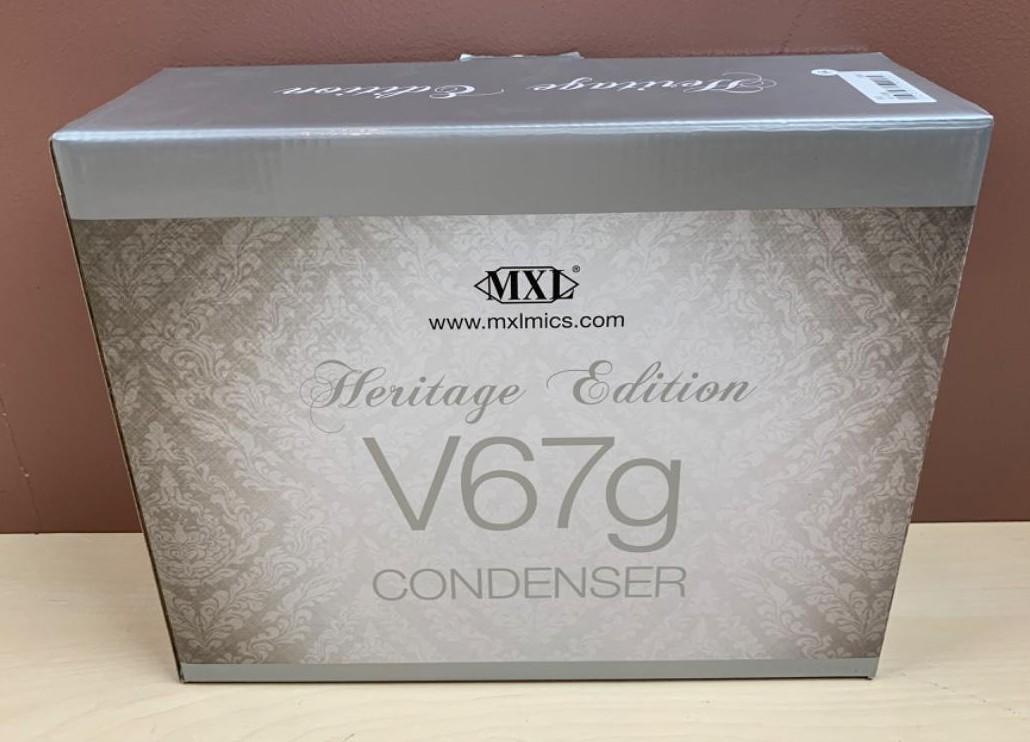 Heritage Edition
MXL®
www.mxlmics.com
Heritage Edition
V67g
CONDENSER